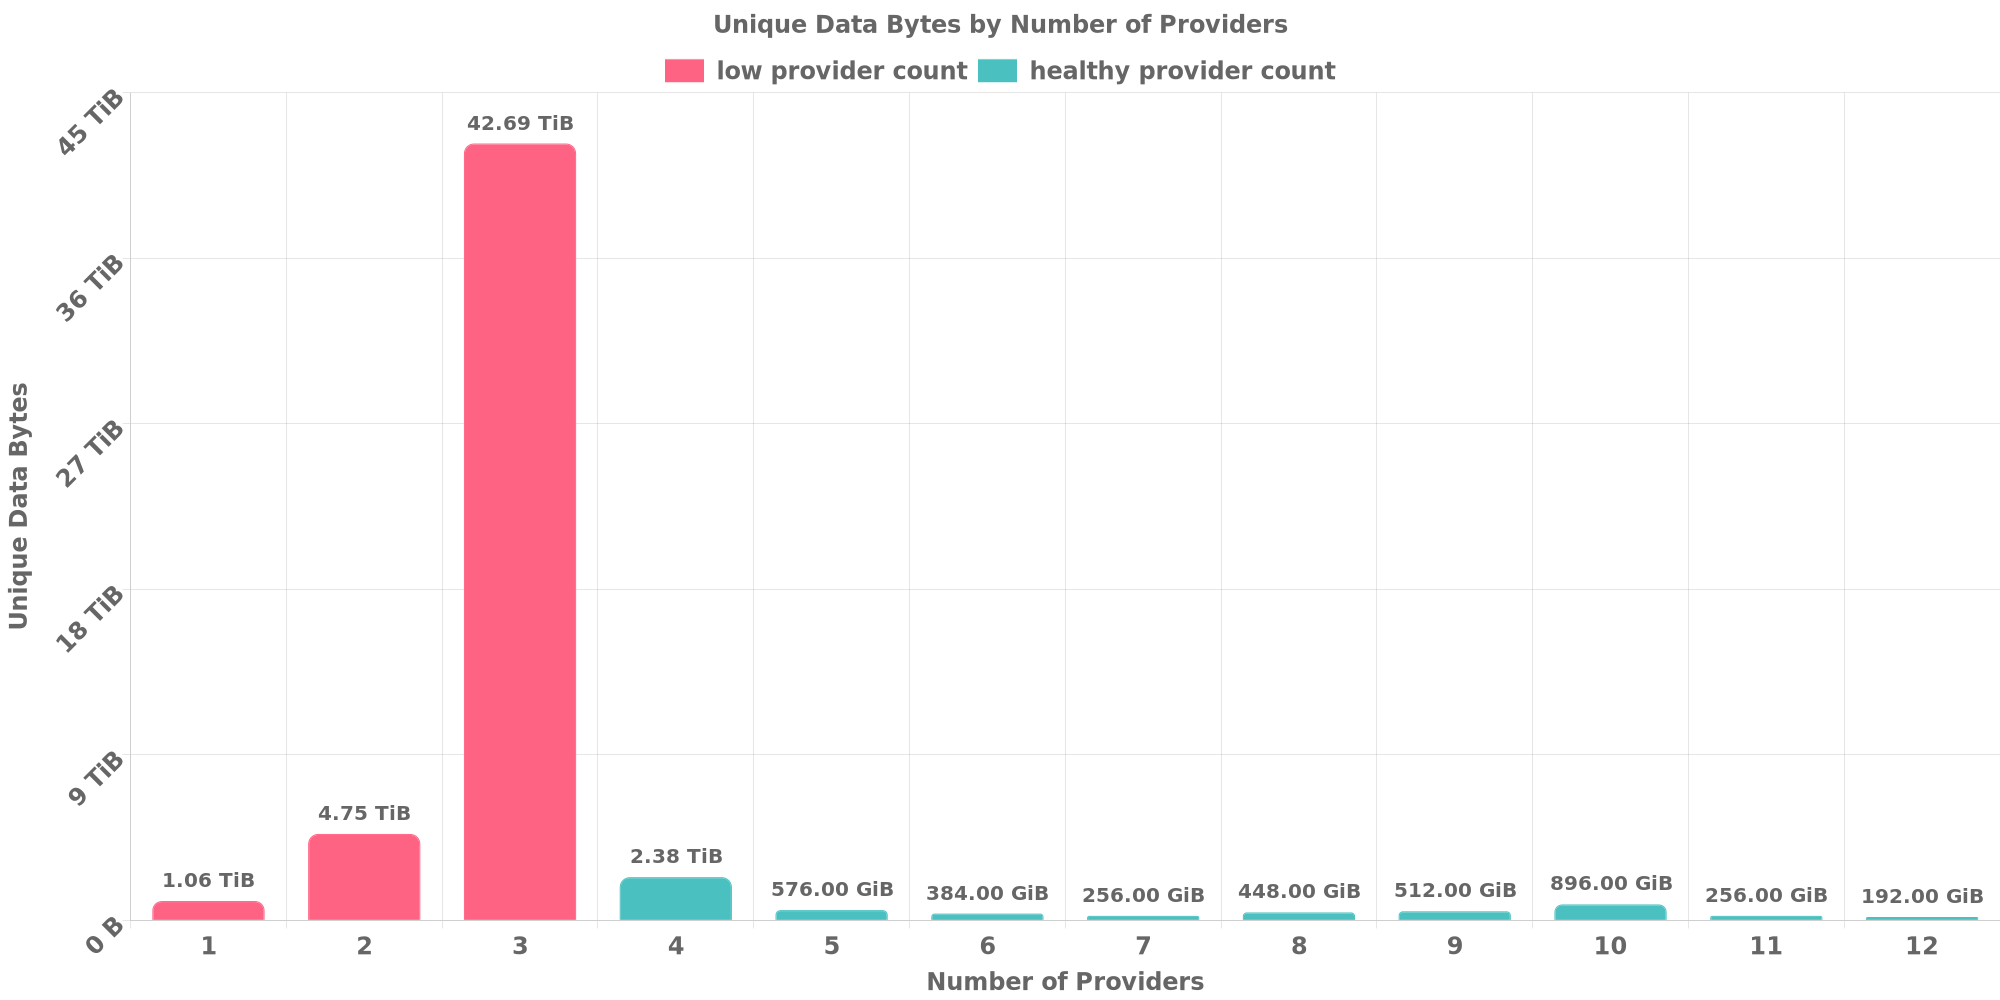 Unique Data Bytes by Number of Providers
low provider count healthy provider count
45 TiB
36 TiB
27 TiB
18 TiB
9 TiB
0 B
Unique Data Bytes
1.06 TiB
4.75 TiB
42.69 TiB
2.38 TiB
576.00 GiB
384.00 GiB
256.00 GiB
448.00 GiB
512.00 GiB
896.00 GiB
256.00 GiB
192.00 GiB
1 2 3 4 5 6 7 8 9 10 11 12
Number of Providers